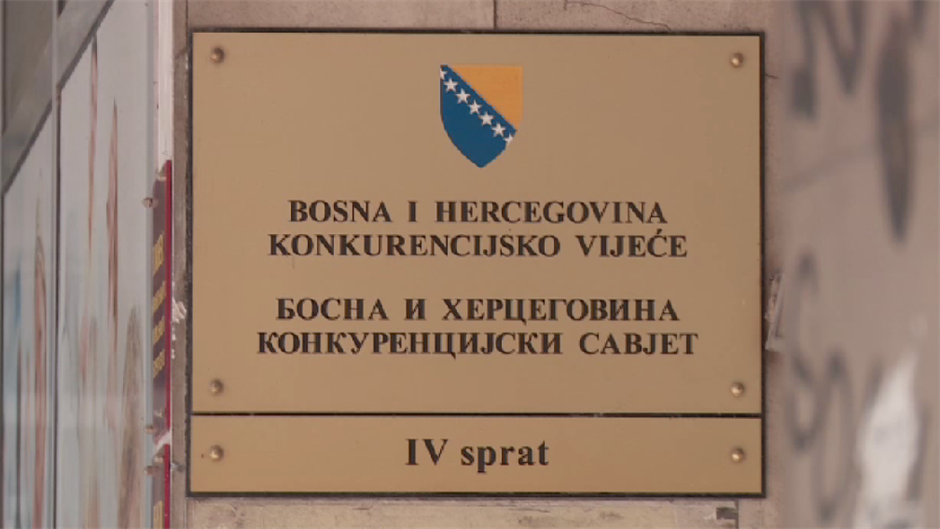 BOSNA I HERCEGOVINA
KONKURENCIJSKO VIJEĆE
БОСНА И ХЕРЦЕГОВИНА
КОНКУРЕНЦИЈСКИ САВЈЕТ
IV sprat